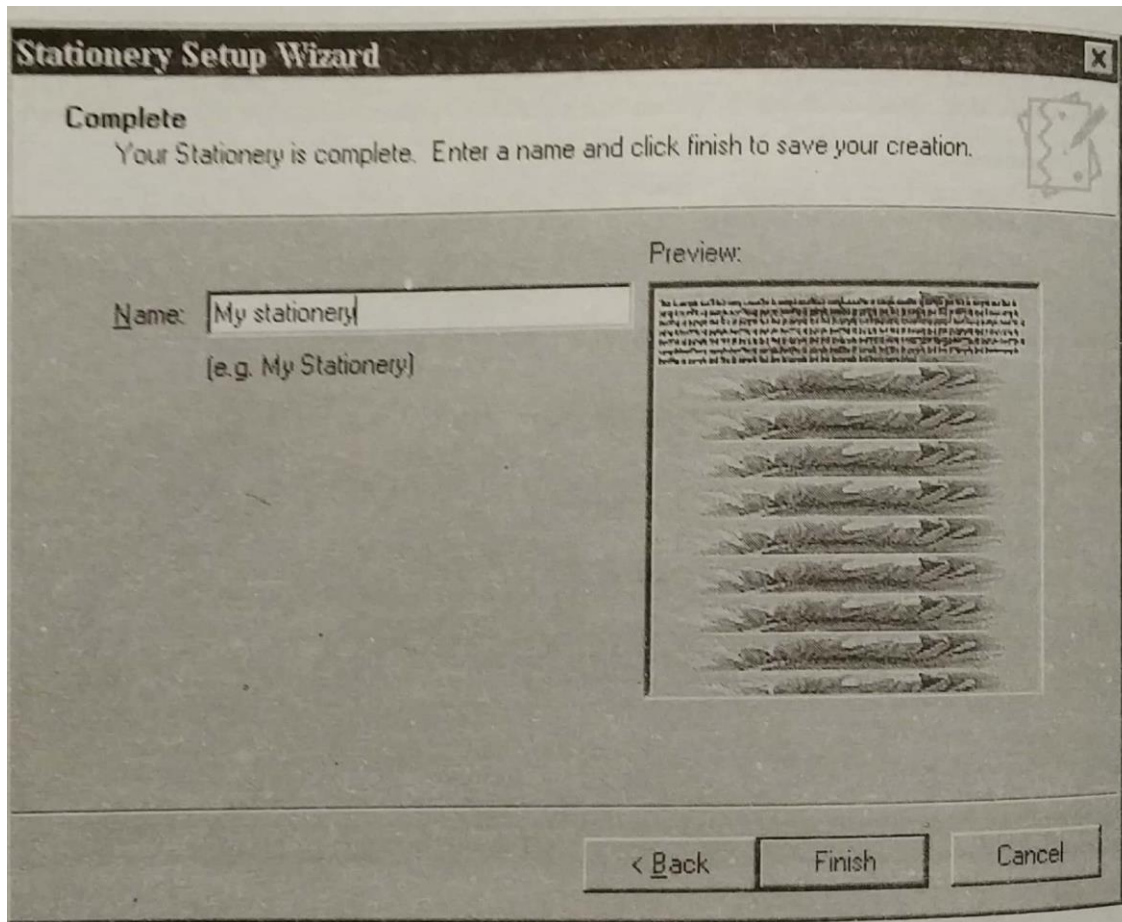 Stationery Setup Wizard
Complete
Your Stationery is complete. Enter a name and click finish to save your creation.
Preview:
Name: My stationery
(e.g. My Stationery)
< Back Finish Cancel